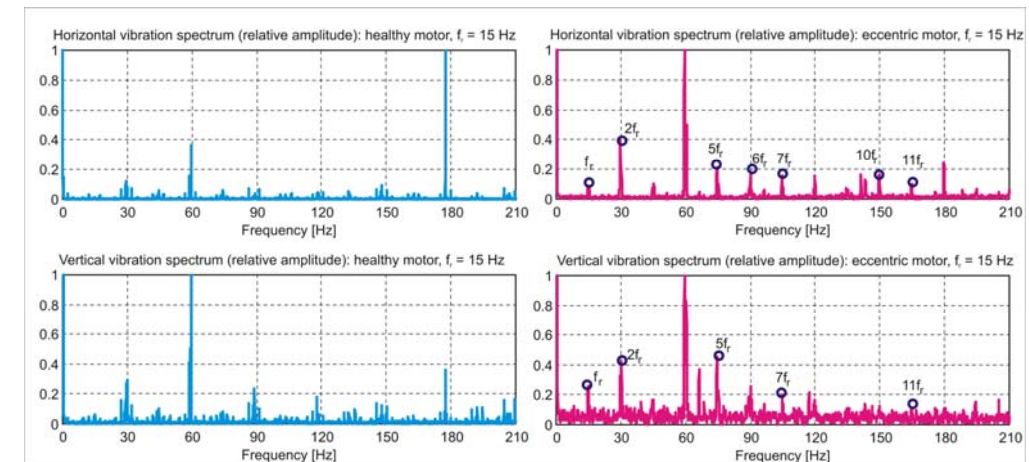 Horizontal vibration spectrum (relative amplitude): healthy motor, fᵣ = 15 Hz
1
0.8
0.6
0.4
0.2
0
0 30 60 90 120 150 180 210
Frequency [Hz]
Horizontal vibration spectrum (relative amplitude): eccentric motor, fᵣ = 15 Hz
1
0.8
0.6
0.4
0.2
0
fᵣ
2fᵣ
5fᵣ
6fᵣ
7fᵣ
10fᵣ
11fᵣ
0 30 60 90 120 150 180 210
Frequency [Hz]
Vertical vibration spectrum (relative amplitude): healthy motor, fᵣ = 15 Hz
1
0.8
0.6
0.4
0.2
0
0 30 60 90 120 150 180 210
Frequency [Hz]
Vertical vibration spectrum (relative amplitude): eccentric motor, fᵣ = 15 Hz
1
0.8
0.6
0.4
0.2
0
fᵣ
2fᵣ
5fᵣ
7fᵣ
11fᵣ
0 30 60 90 120 150 180 210
Frequency [Hz]